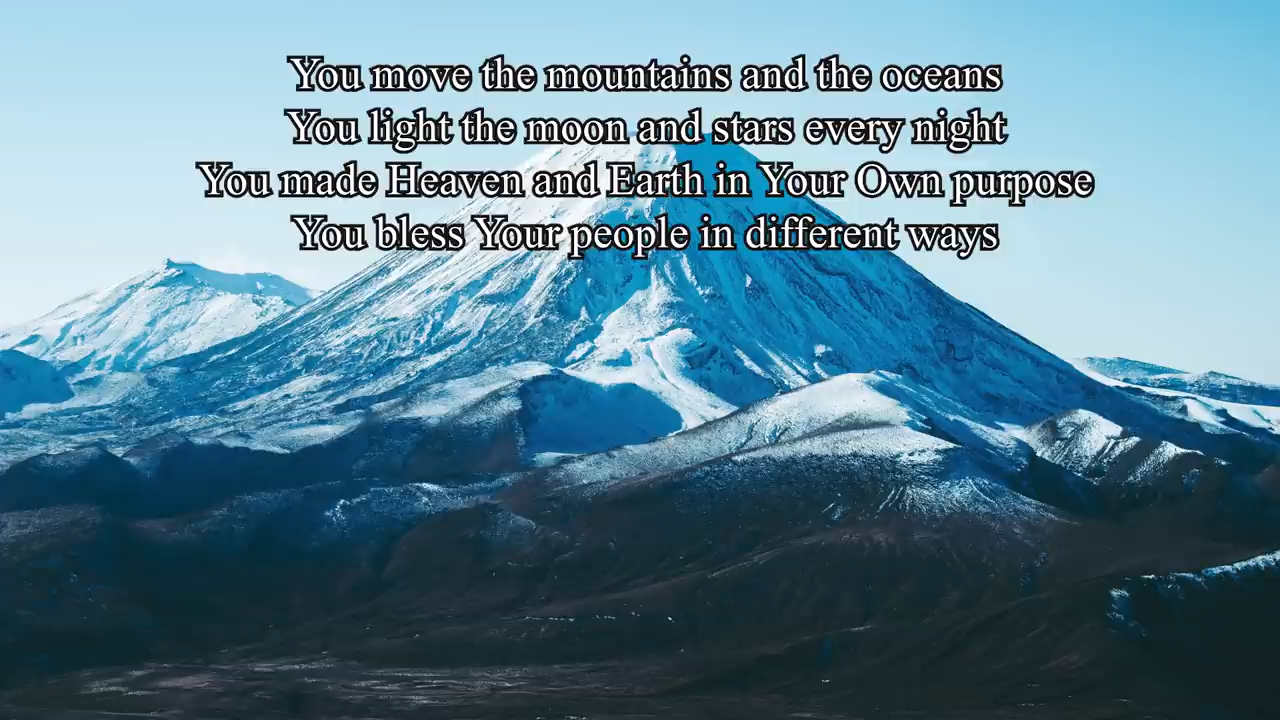 You move the mountains and the oceans
You light the moon and stars every night
You made Heaven and Earth in Your Own purpose
You bless Your people in different ways